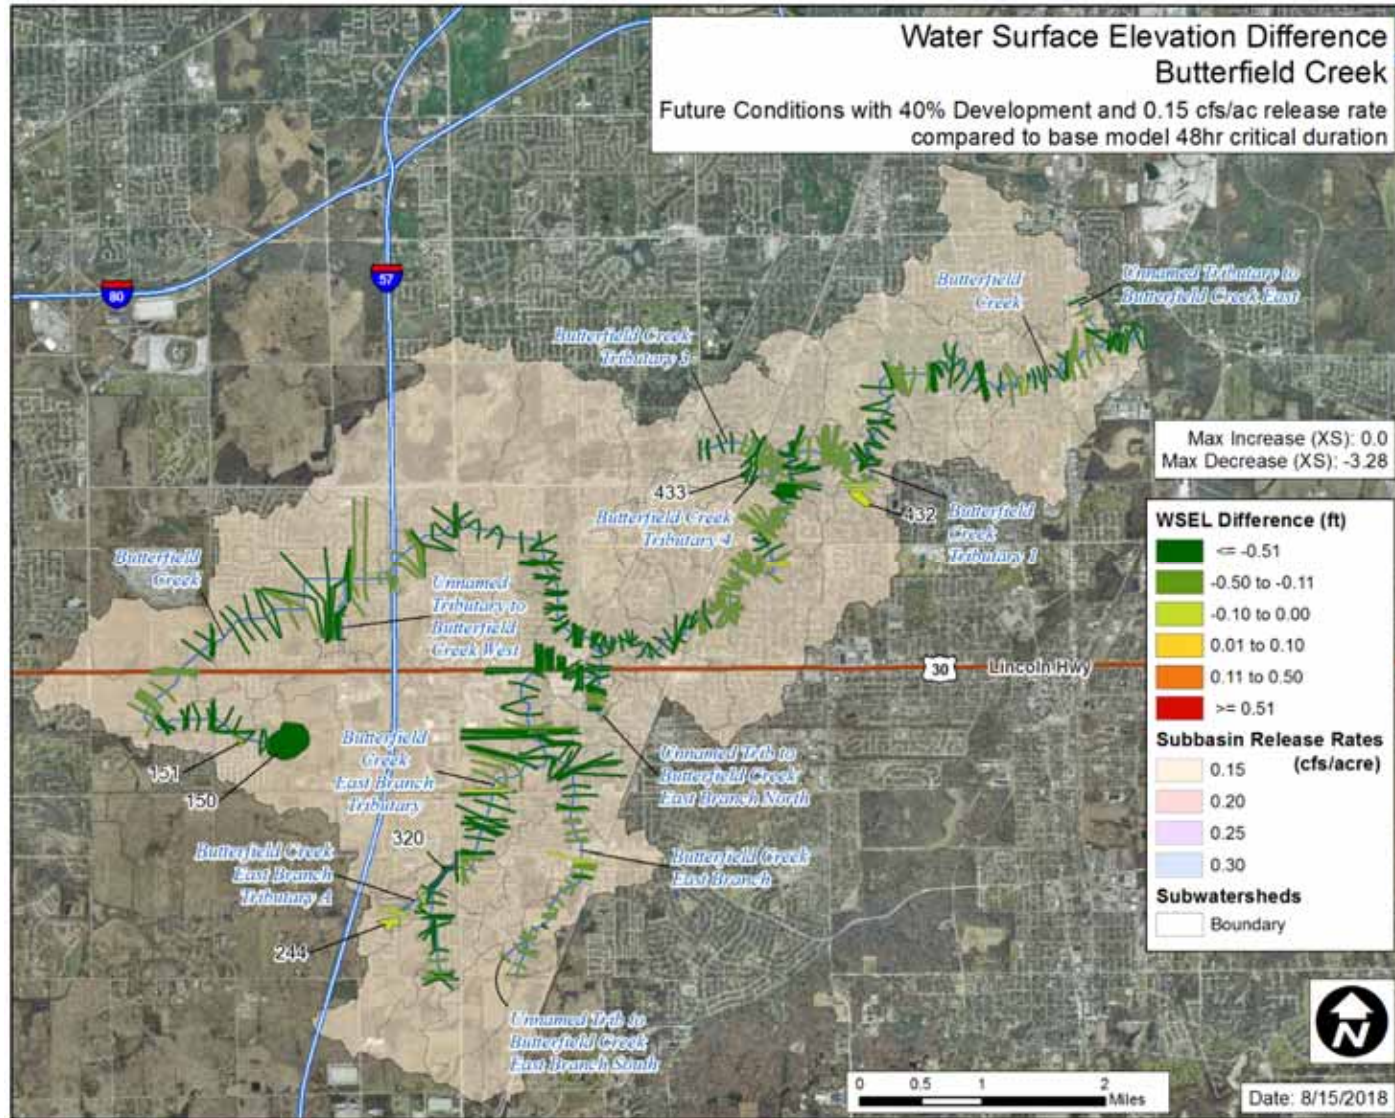 Water Surface Elevation Difference
Butterfield Creek
Future Conditions with 40% Development and 0.15 cfs/ac release rate
compared to base model 48hr critical duration
80
57
Butterfield
Creek
Unnamed Tributary to
Butterfield Creek East
Butterfield Creek
Tributary 3
Max Increase (XS): 0.0
Max Decrease (XS): -3.28
433
Butterfield Creek
Tributary 4
432
Butterfield
Creek
Tributary 1
Butterfield
Creek
Unnamed
Tributary to
Butterfield
Creek West
30
Lincoln Hwy
151
150
Butterfield
Creek
East Branch
Tributary
Unnamed Trib to
Butterfield Creek
East Branch North
320
Butterfield Creek
East Branch
Tributary A
Butterfield Creek
East Branch
244
Unnamed Trib to
Butterfield Creek
East Branch South
WSEL Difference (ft)
<= -0.51
-0.50 to -0.11
-0.10 to 0.00
0.01 to 0.10
0.11 to 0.50
>= 0.51
Subbasin Release Rates
(cfs/acre)
0.15
0.20
0.25
0.30
Subwatersheds
Boundary
N
0 0.5 1 2
Miles
Date: 8/15/2018